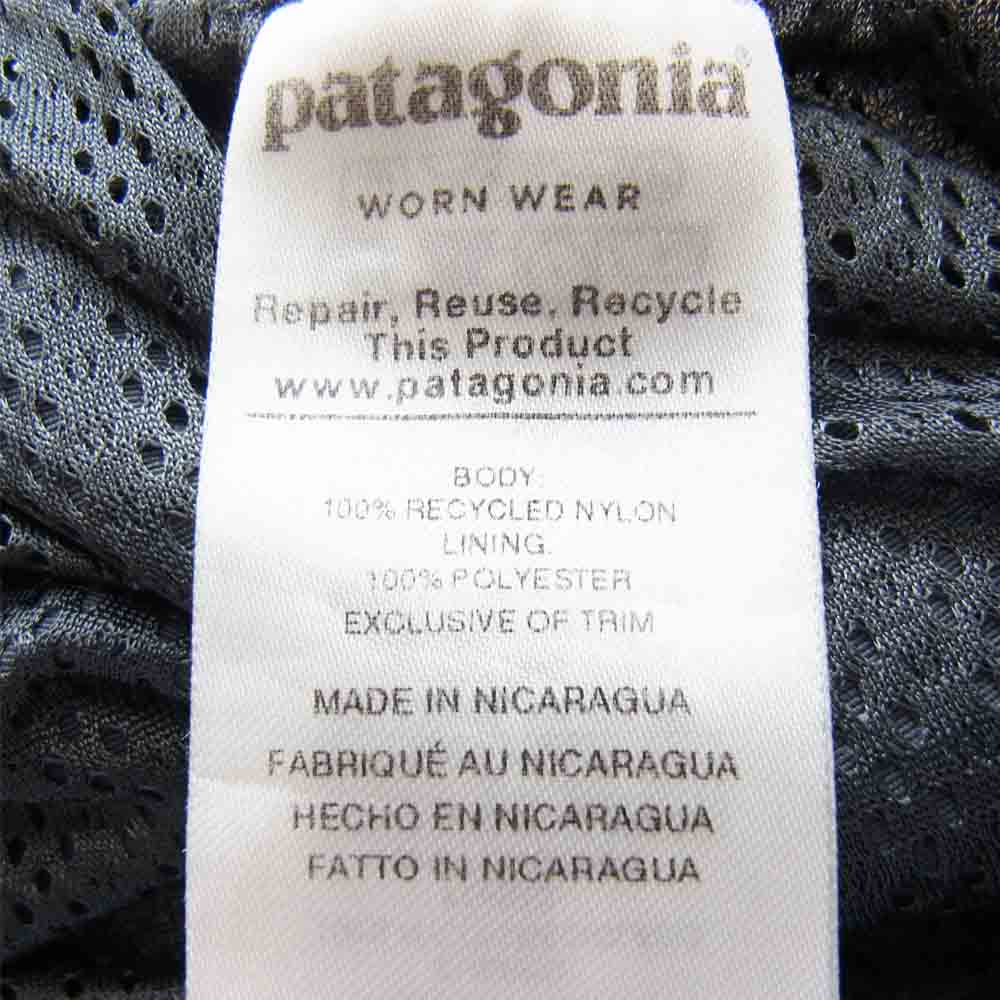 patagonia®
WORN WEAR
Repair, Reuse, Recycle
This Product
www.patagonia.com
BODY:
100% RECYCLED NYLON
LINING:
100% POLYESTER
EXCLUSIVE OF TRIM
MADE IN NICARAGUA
FABRIQUÉ AU NICARAGUA
HECHO EN NICARAGUA
FATTO IN NICARAGUA